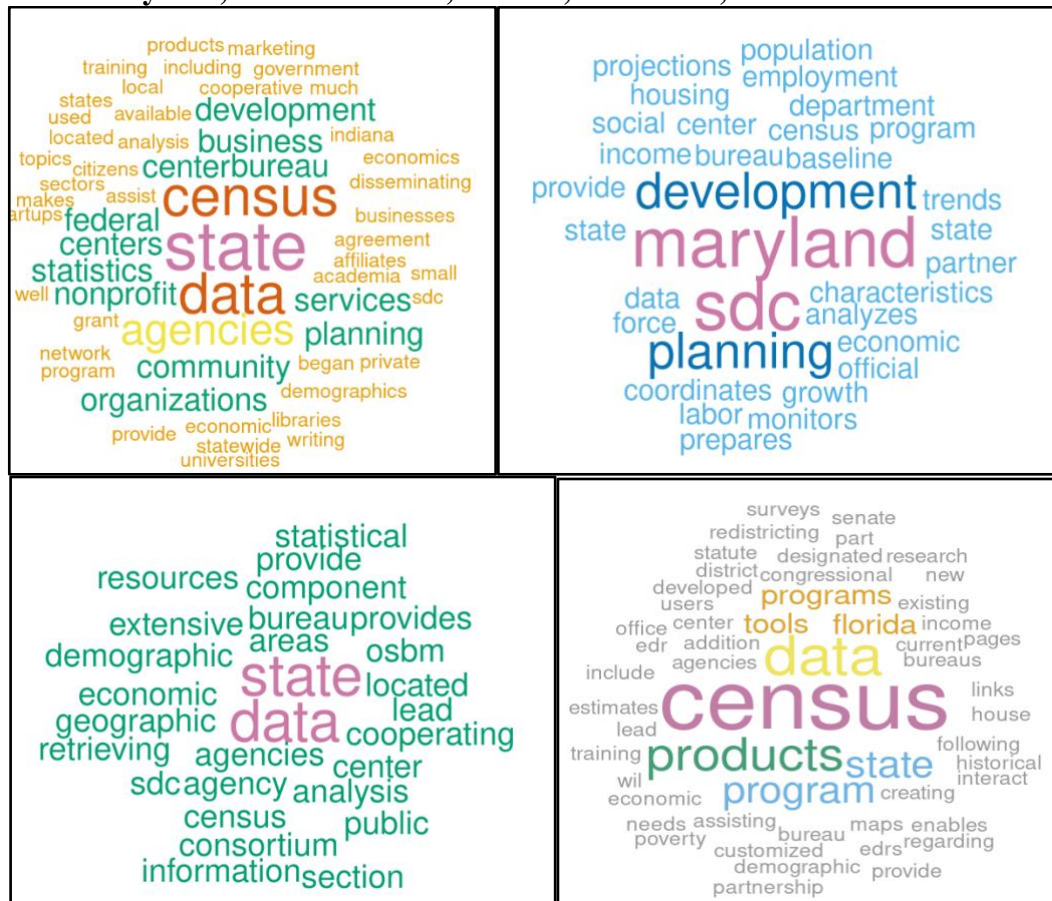 products marketing
training including government
local cooperative much
states
used available development
located analysis business indiana
topics citizens centerbureau economics
sectors assist census disseminating
makes
artups federal businesses
centers state agreement
affiliates
statistics academia small
well nonprofit data services sdc
grant agencies planning
network
program community began private
organizations demographics
provide economic libraries
statewide writing
universities
population
projections employment
housing department
social center census program
income bureau baseline
provide development trends
state maryland state
partner
data sdc characteristics
force analyzes
planning economic
official
coordinates growth
labor monitors
prepares
statistical
provide
resources component
extensive bureauprovides
areas
demographic osbm
state located
economic
geographic data lead
cooperating
retrieving agencies center
sdc agency analysis
census public
consortium
information section
surveys senate
redistricting part
statute designated research
district congressional new
developed programs existing
users
office center tools florida income
edr addition current pages
agencies data bureaus
include
estimates census links
house
lead
training products state following
historical
wil interact
economic program creating
needs assisting maps enables
poverty bureau regarding
customized edrs
demographic provide
partnership